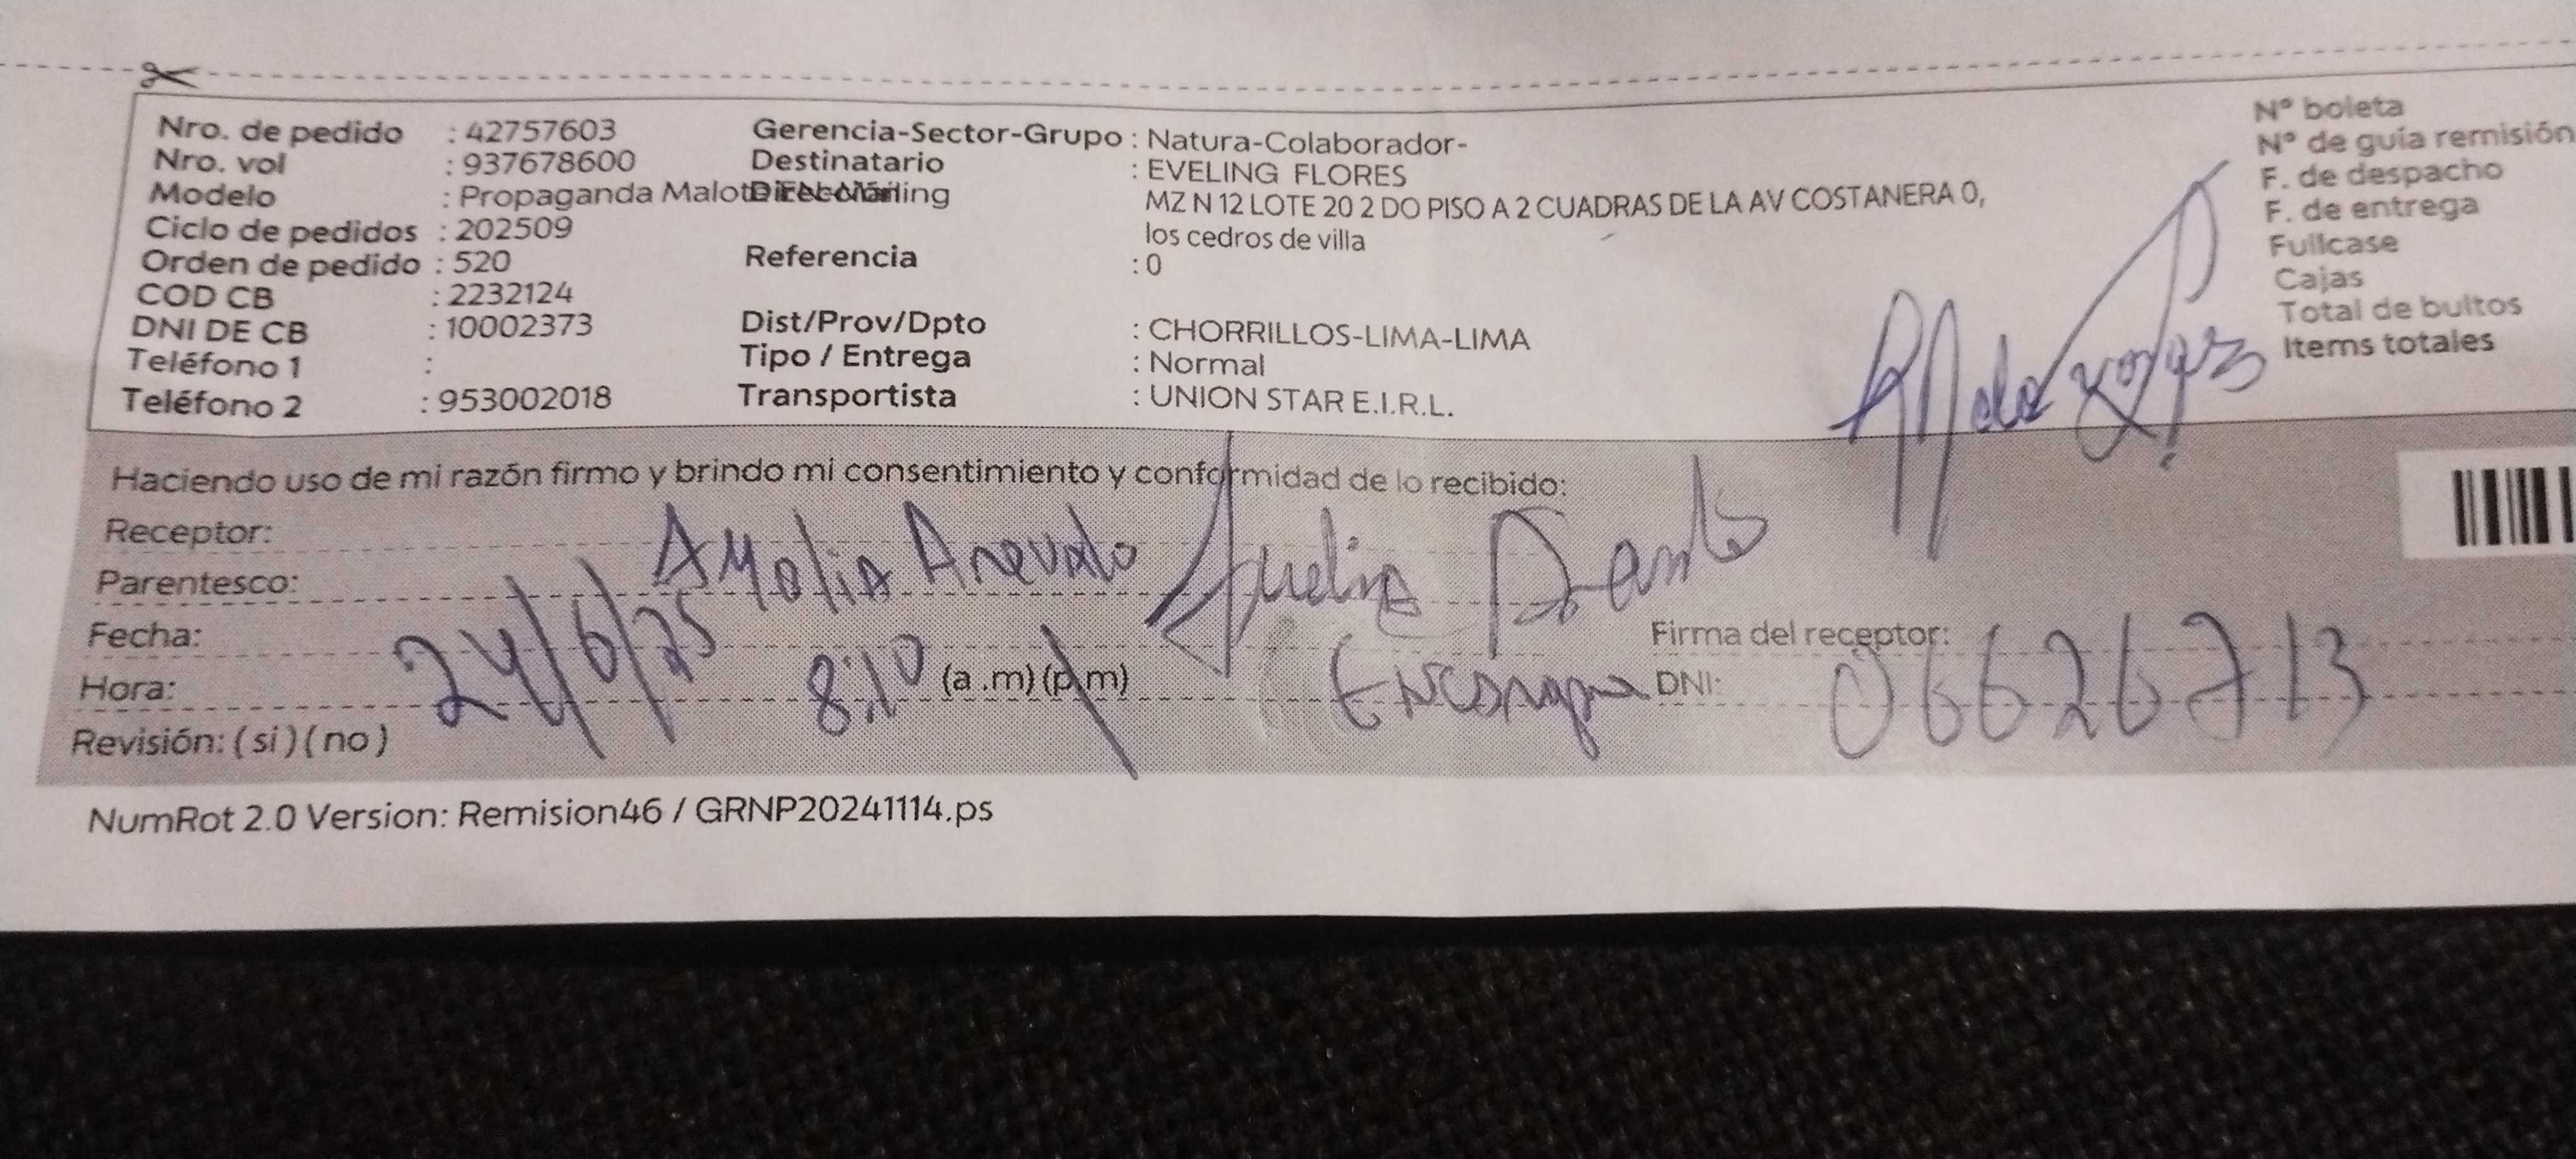 Nro. de pedido : 42757603
Nro. vol : 937678600
Modelo : Propaganda Malote FN-Mailing
Ciclo de pedidos : 202509
Orden de pedido : 520
COD CB : 2232124
DNI DE CB : 10002373
Teléfono 1 :
Teléfono 2 : 953002018
Gerencia-Sector-Grupo : Natura-Colaborador-
Destinatario : EVELING FLORES
Dirección MZ N 12 LOTE 20 2 DO PISO A 2 CUADRAS DE LA AV COSTANERA 0,
los cedros de villa
Referencia : 0
Dist/Prov/Dpto : CHORRILLOS-LIMA-LIMA
Tipo / Entrega : Normal
Transportista : UNION STAR E.I.R.L.
N° boleta
N° de guía remisión
F. de despacho
F. de entrega
Fullcase
Cajas
Total de bultos
Items totales
Haciendo uso de mi razón firmo y brindo mi consentimiento y conformidad de lo recibido:
Receptor: Arevalo
Parentesco:
Fecha: 24/6/25
Hora: 8:10 (a .m) (p.m)
Revisión: ( si ) ( no )
Firma del receptor:
DNI: 06626713
NumRot 2.0 Version: Remision46 / GRNP20241114.ps